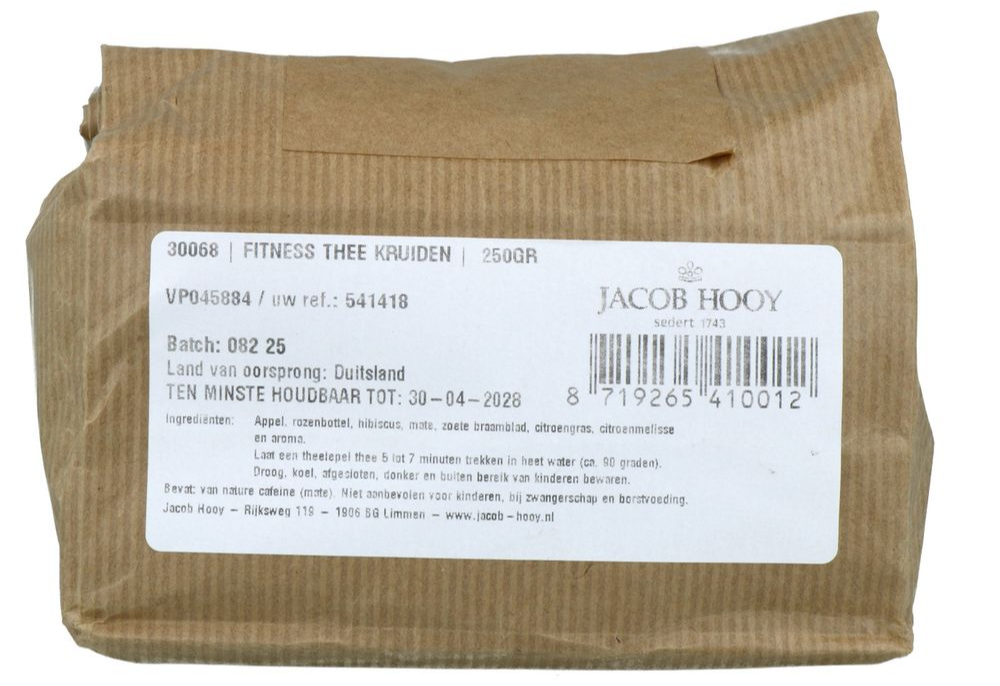 30068 | FITNESS THEE KRUIDEN | 250GR
VP045884 / uw ref.: 541418
JACOB HOOY
sedert 1743
Batch: 082 25
Land van oorsprong: Duitsland
TEN MINSTE HOUDBAAR TOT: 30-04-2028
8 719265 410012
Ingrediënten: Appel, rozenbottel, hibiscus, mate, zoete braamblad, citroengras, citroenmelisse
en aroma.
Laat een theelepel thee 5 tot 7 minuten trekken in heet water (ca. 90 graden).
Droog, koel, afgesloten, donker en buiten bereik van kinderen bewaren.
Bevat: van nature cafeïne (mate). Niet aanbevolen voor kinderen, bij zwangerschap en borstvoeding.
Jacob Hooy - Rijksweg 119 - 1906 BG Limmen - www.jacob-hooy.nl